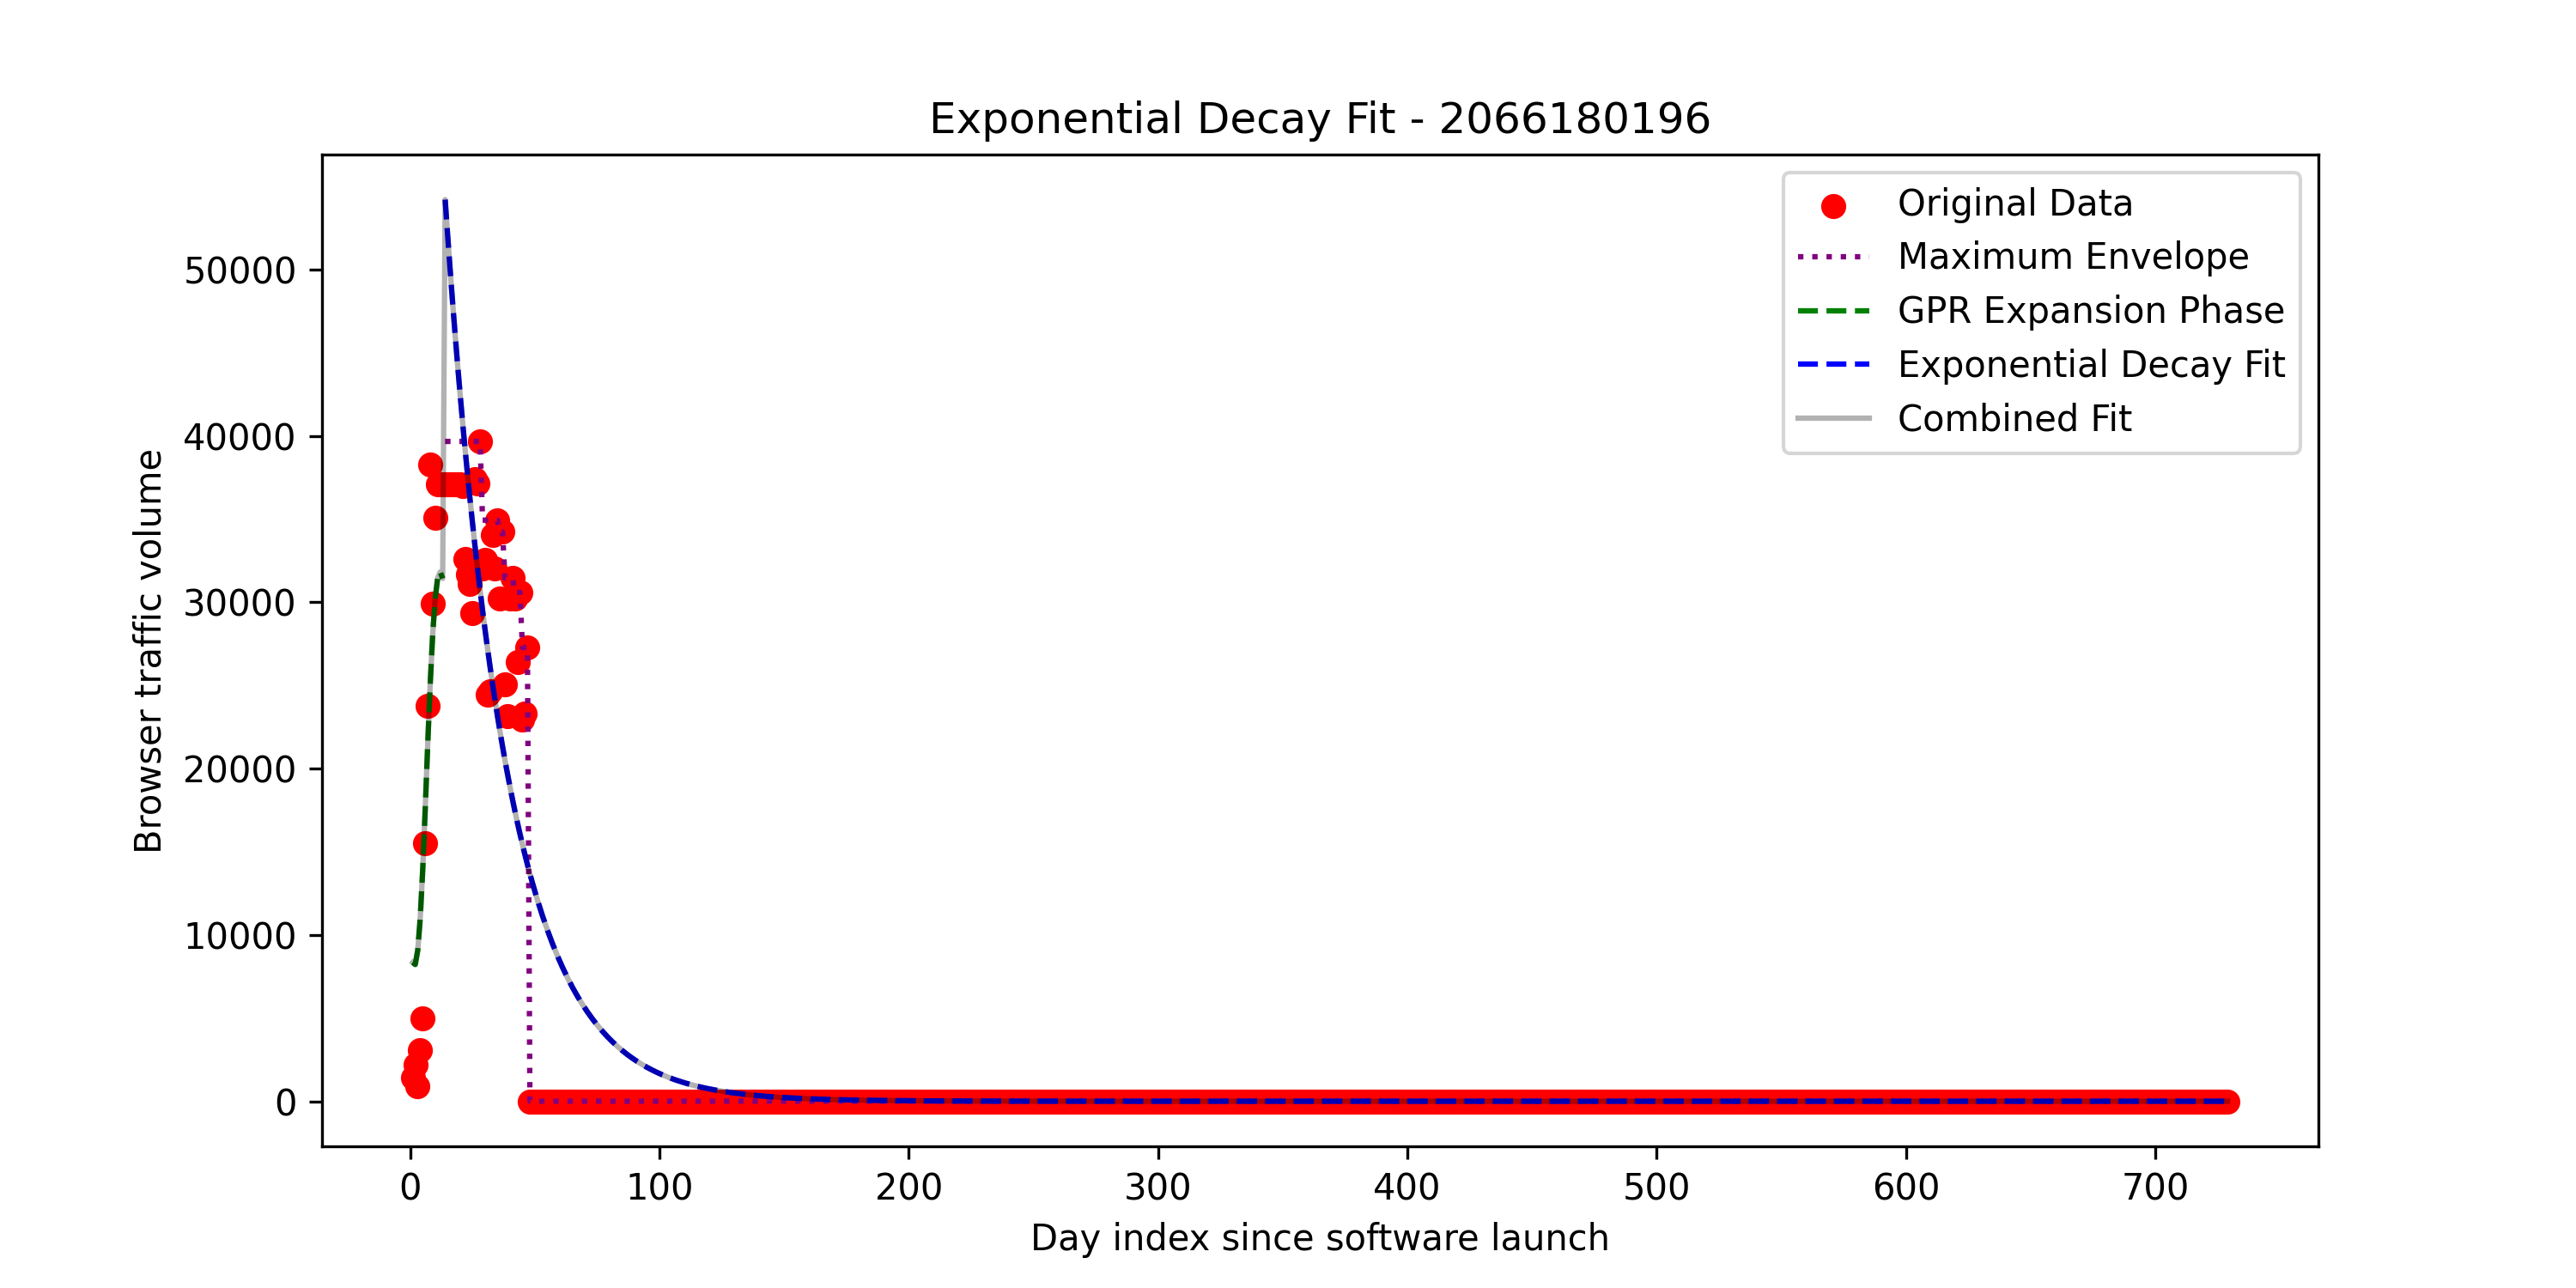 Exponential Decay Fit - 2066180196
Original Data
Maximum Envelope
GPR Expansion Phase
Exponential Decay Fit
Combined Fit
Browser traffic volume
50000
40000
30000
20000
10000
0
0 100 200 300 400 500 600 700
Day index since software launch